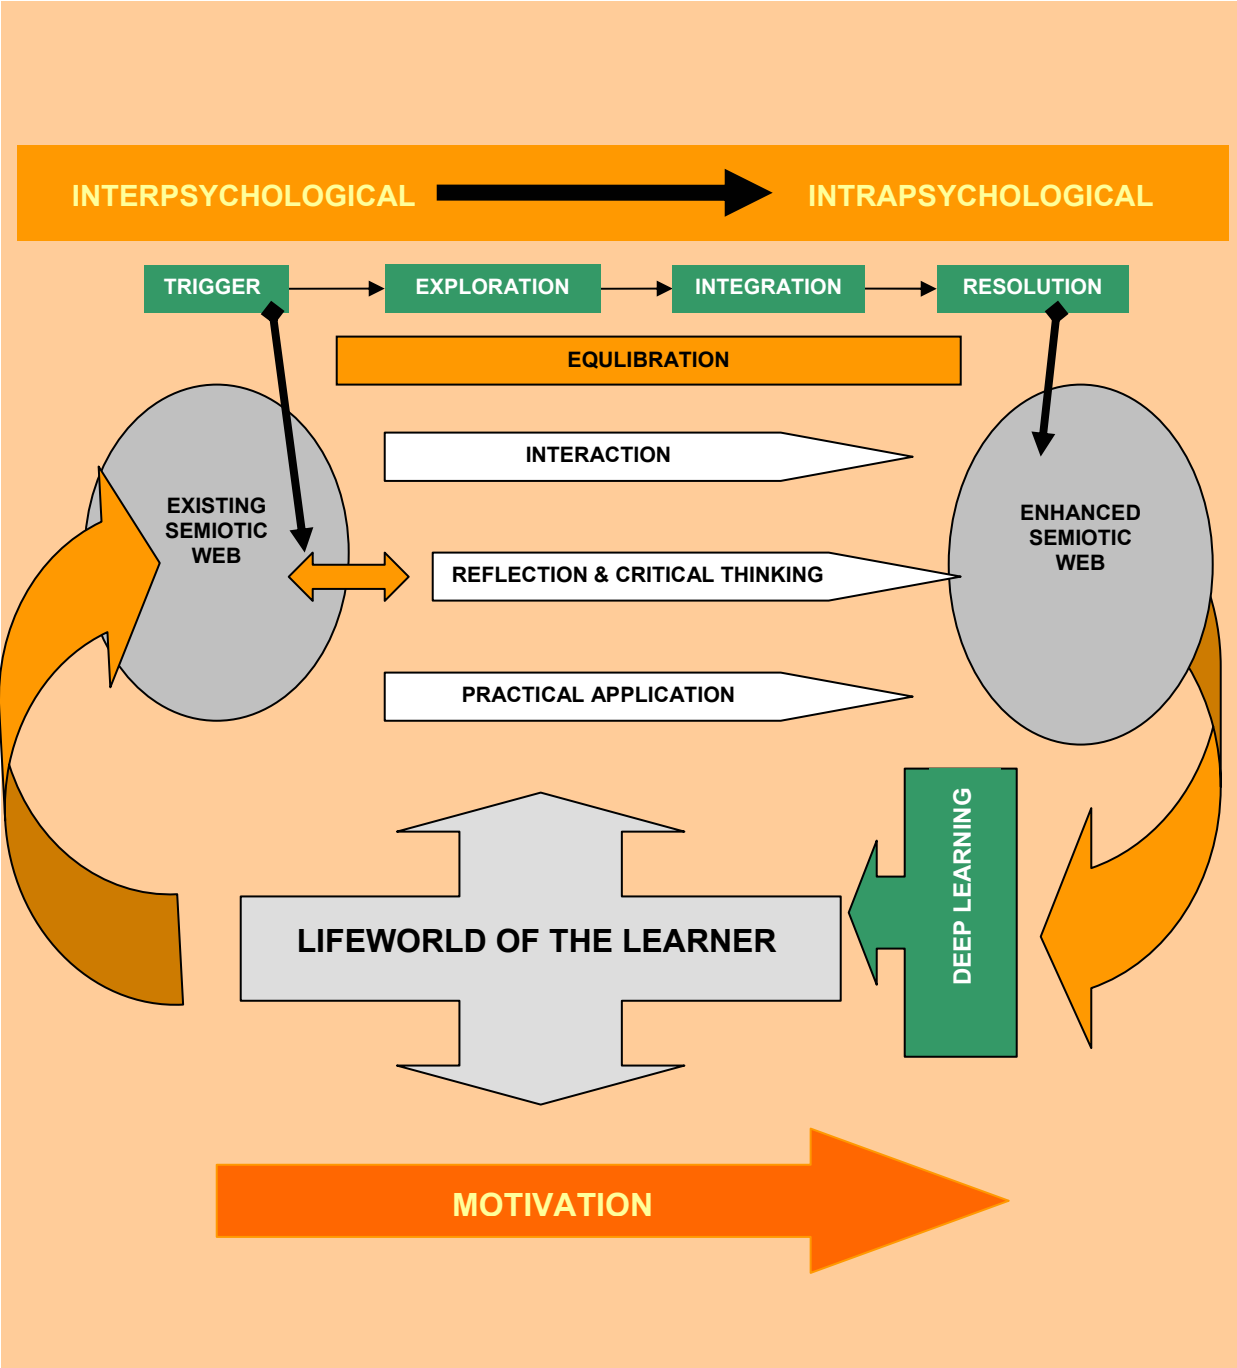 INTERPSYCHOLOGICAL
INTRAPSYCHOLOGICAL
TRIGGER
EXPLORATION
INTEGRATION
RESOLUTION
EQULIBRATION
INTERACTION
EXISTING
SEMIOTIC
WEB
ENHANCED
SEMIOTIC
WEB
REFLECTION & CRITICAL THINKING
PRACTICAL APPLICATION
DEEP LEARNING
LIFEWORLD OF THE LEARNER
MOTIVATION